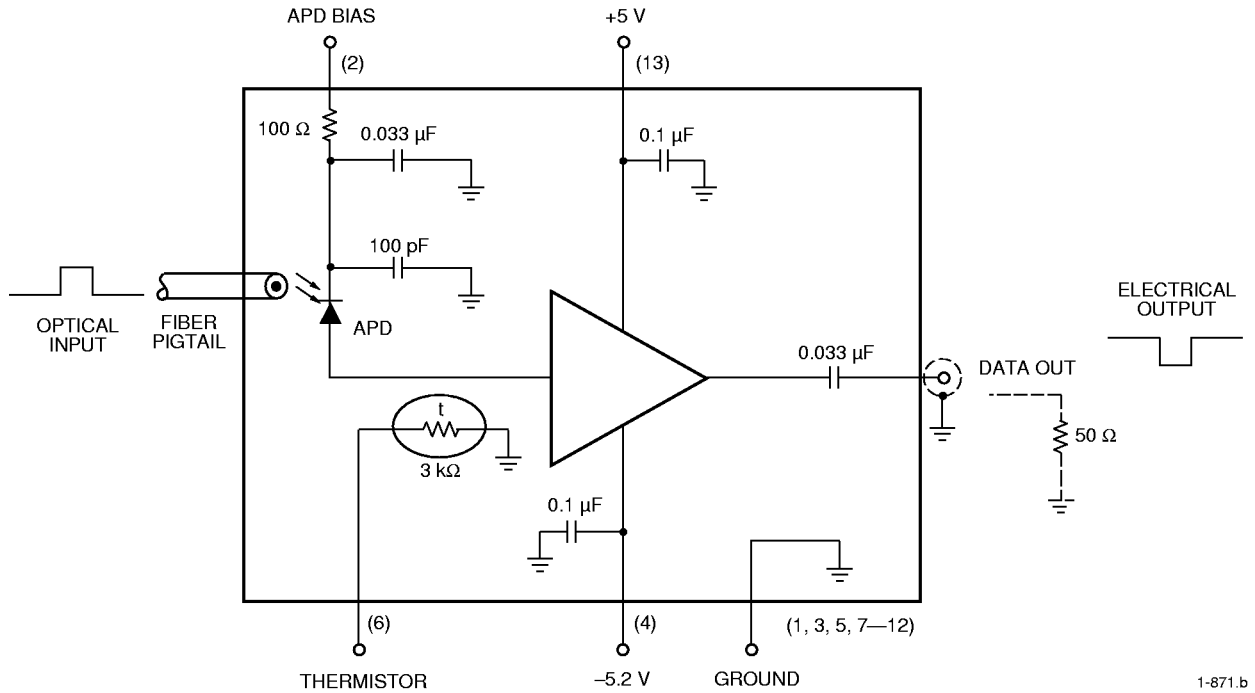 APD BIAS
+5 V
(2)
(13)
100 Ω
0.033 µF
0.1 µF
100 pF
OPTICAL
INPUT
FIBER
PIGTAIL
APD
ELECTRICAL
OUTPUT
0.033 µF
DATA OUT
50 Ω
t
3 kΩ
0.1 µF
(6)
(4)
(1, 3, 5, 7—12)
THERMISTOR
–5.2 V
GROUND
1-871.b